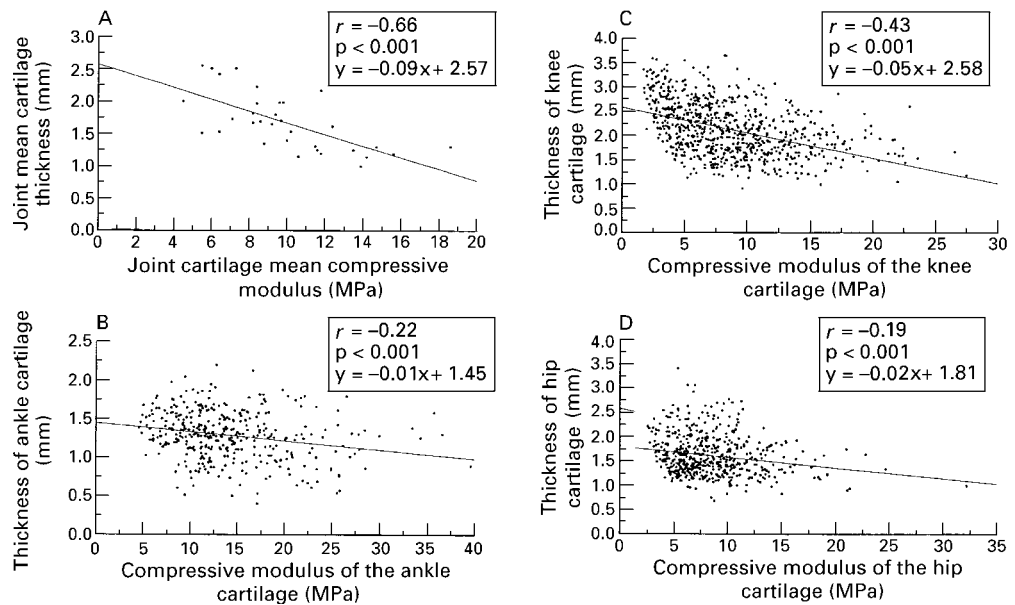 A
r = –0.66
p < 0.001
y = –0.09x+ 2.57
Joint mean cartilage
thickness (mm)
3.0
2.5
2.0
1.5
1.0
0.5
0.0
0 2 4 6 8 10 12 14 16 18 20
Joint cartilage mean compressive
modulus (MPa)
C
r = –0.43
p < 0.001
y = –0.05x+ 2.58
Thickness of knee
cartilage (mm)
4.0
3.5
3.0
2.5
2.0
1.5
1.0
0.5
0.0
0 5 10 15 20 25 30
Compressive modulus of the knee
cartilage (MPa)
B
r = –0.22
p < 0.001
y = –0.01x+ 1.45
Thickness of ankle cartilage
(mm)
2.5
2.0
1.5
1.0
0.5
0.0
0 5 10 15 20 25 30 35 40
Compressive modulus of the ankle
cartilage (MPa)
D
r = –0.19
p < 0.001
y = –0.02x+ 1.81
Thickness of hip
cartilage (mm)
4.0
3.5
3.0
2.5
2.0
1.5
1.0
0.5
0.0
0 5 10 15 20 25 30 35
Compressive modulus of the hip
cartilage (MPa)